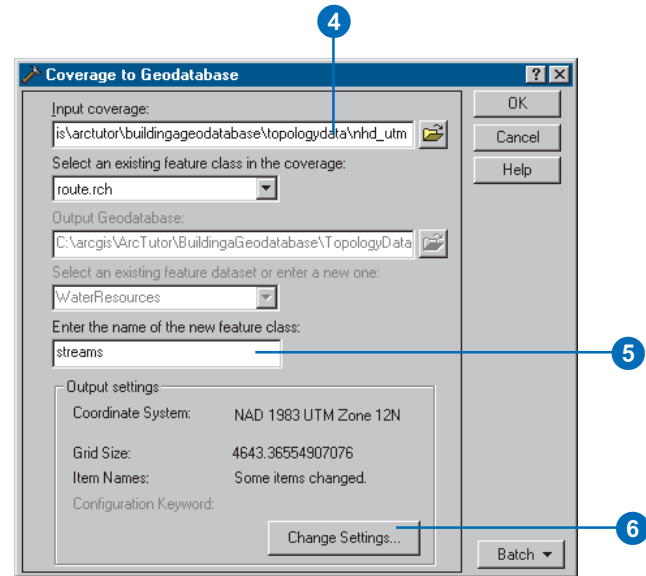 4
Coverage to Geodatabase
Input coverage:
is\arctutor\buildingageodatabase\topologydata\nhd_utm
Select an existing feature class in the coverage:
route.rch
Output Geodatabase:
C:\arcgis\ArcTutor\BuildingaGeodatabase\TopologyData
Select an existing feature dataset or enter a new one:
WaterResources
Enter the name of the new feature class:
streams
5
Output settings
Coordinate System: NAD 1983 UTM Zone 12N
Grid Size: 4643.36554907076
Item Names: Some items changed.
Configuration Keyword:
Change Settings...
6
OK
Cancel
Help
Batch